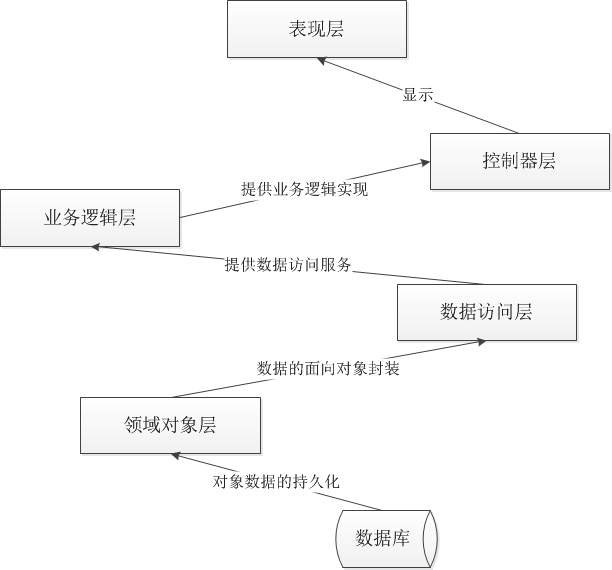 表现层
显示
控制器层
提供业务逻辑实现
业务逻辑层
提供数据访问服务
数据访问层
数据的面向对象封装
领域对象层
对象数据的持久化
数据库